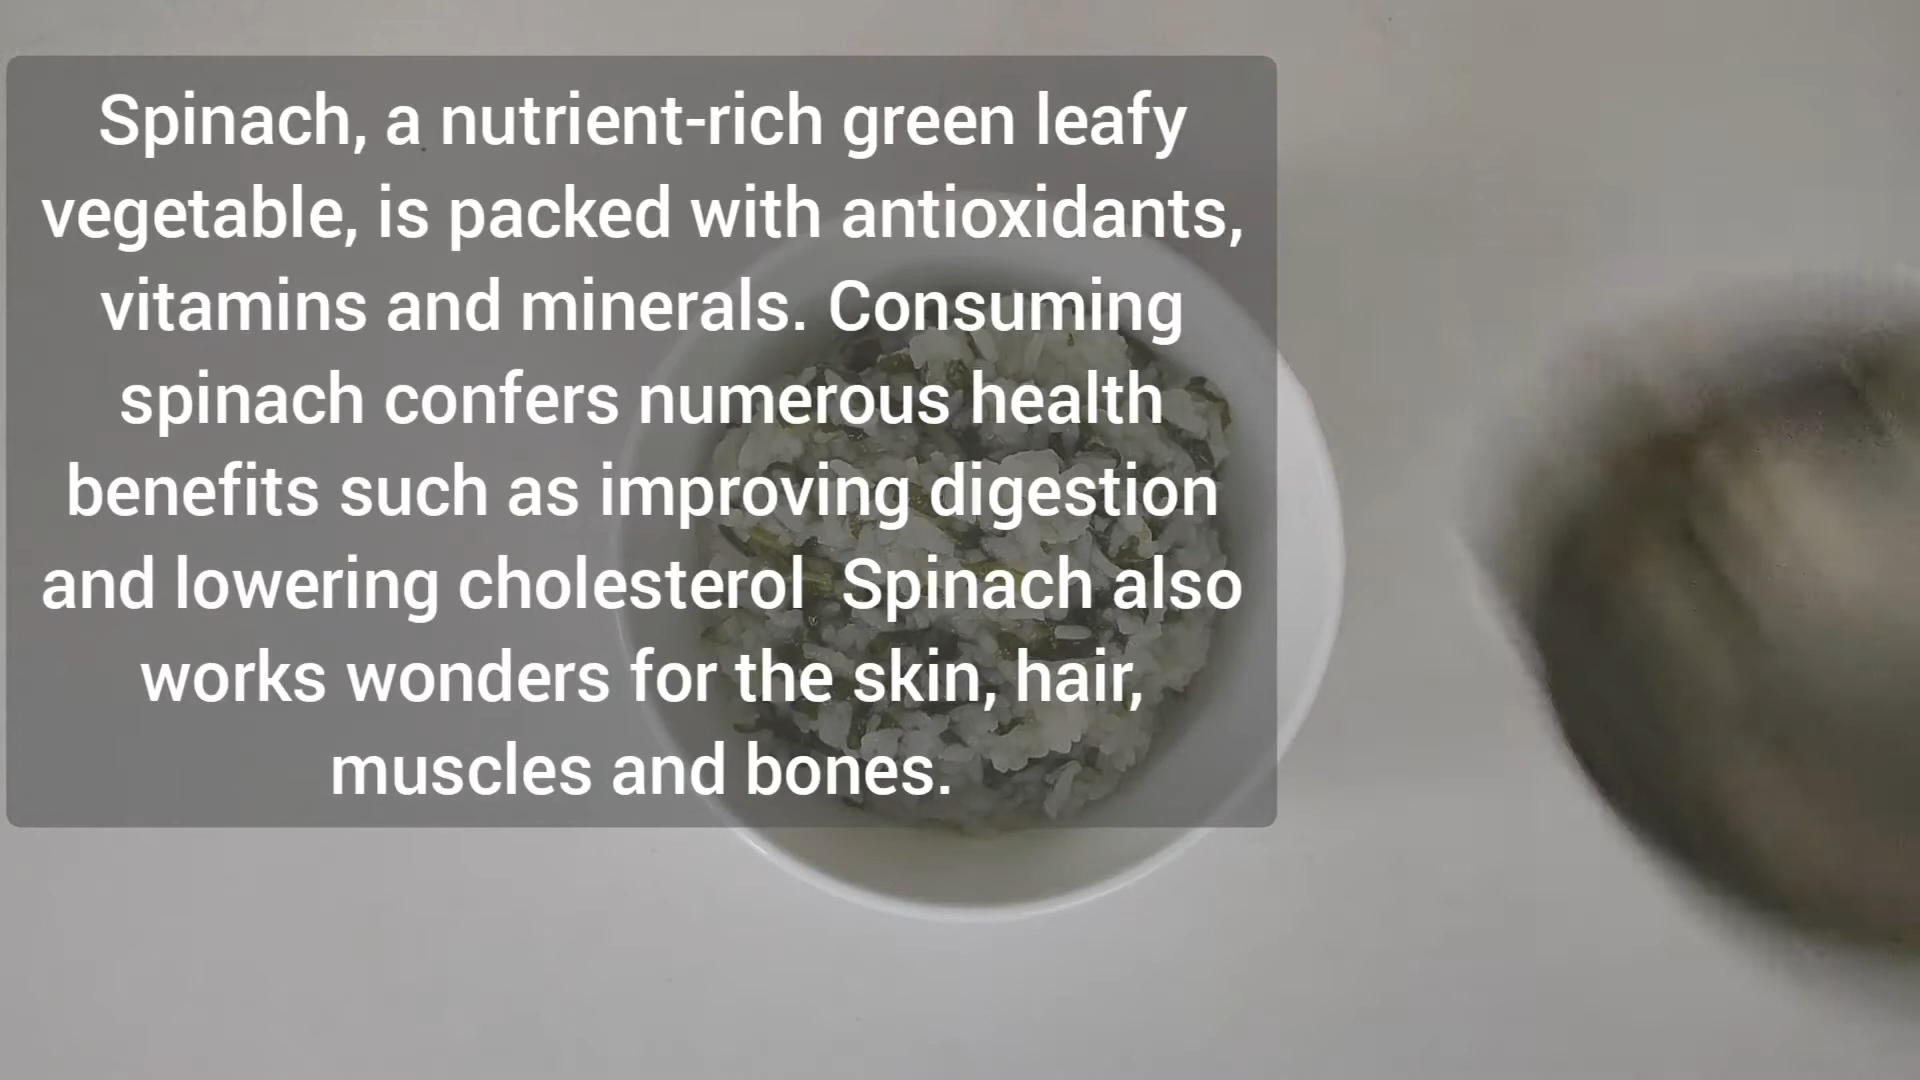 Spinach, a nutrient-rich green leafy
vegetable, is packed with antioxidants,
vitamins and minerals. Consuming
spinach confers numerous health
benefits such as improving digestion
and lowering cholesterol  Spinach also
works wonders for the skin, hair,
muscles and bones.